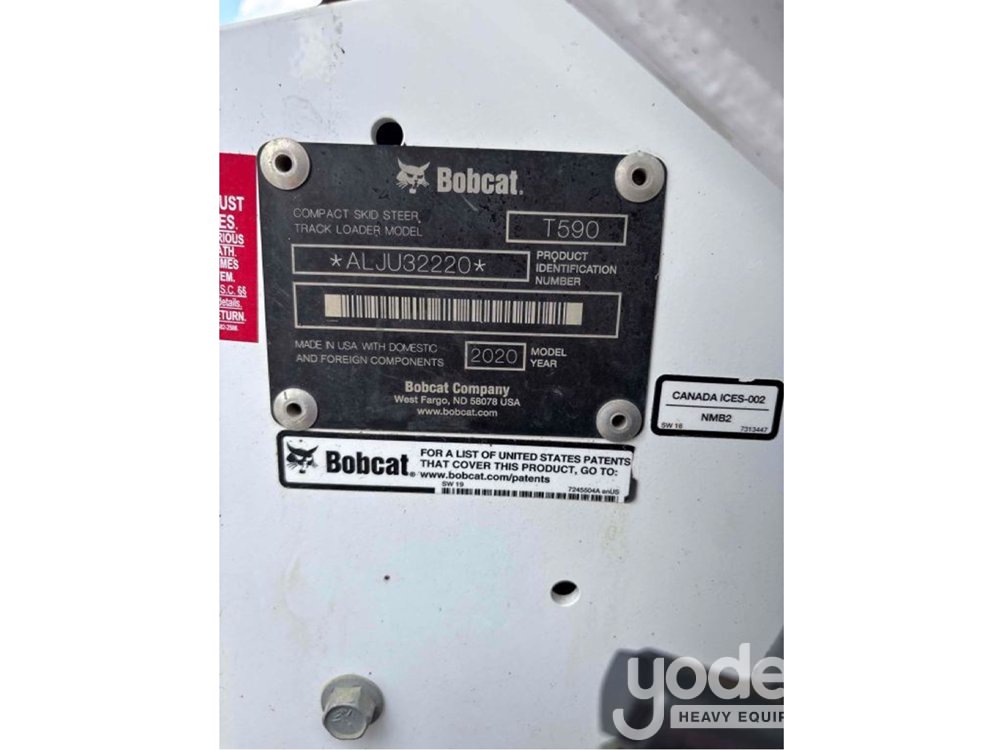 Bobcat.
COMPACT SKID STEER,
TRACK LOADER MODEL
T590
*ALJU32220*
PRODUCT
IDENTIFICATION
NUMBER
MADE IN USA WITH DOMESTIC
AND FOREIGN COMPONENTS
2020
MODEL
YEAR
Bobcat Company
West Fargo, ND 58078 USA
www.bobcat.com
UST
ES.
RIOUS
ATH.
MES
EM.
S.C. §§
details.
ETURN.
CANADA ICES-002
NMB2
SW 16
7313447
Bobcat.
FOR A LIST OF UNITED STATES PATENTS
THAT COVER THIS PRODUCT, GO TO:
www.bobcat.com/patents
SW 19
7245504A enUS
yode
HEAVY EQUIP